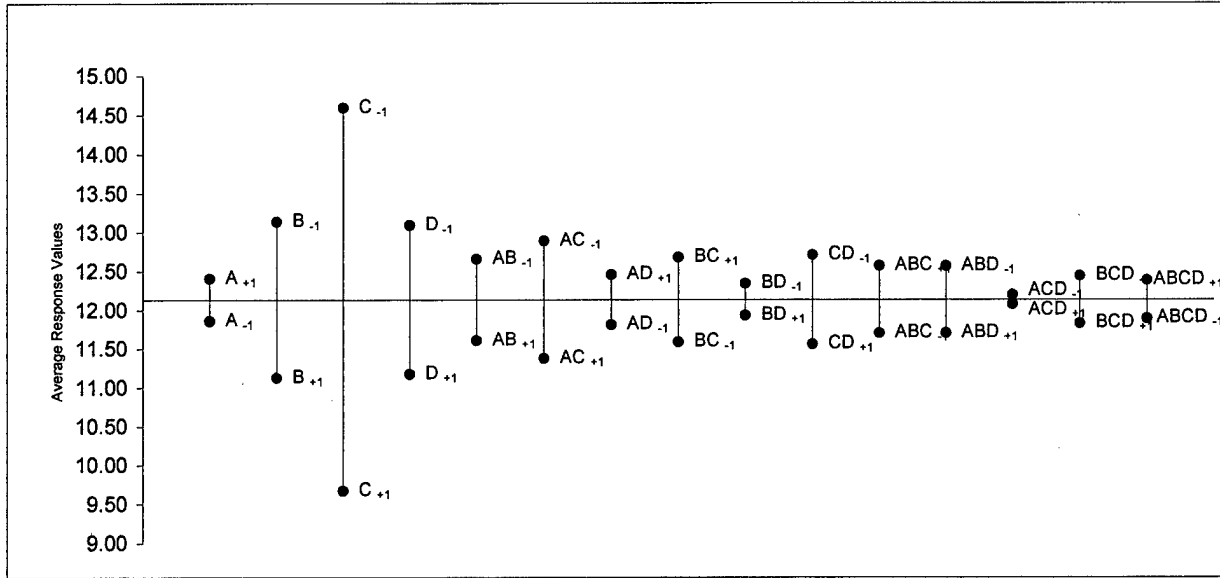 Average Response Values
15.00
14.50
14.00
13.50
13.00
12.50
12.00
11.50
11.00
10.50
10.00
9.50
9.00
A +1
A -1
B -1
B +1
C -1
C +1
D -1
D +1
AB -1
AB +1
AC -1
AC +1
AD +1
AD -1
BC +1
BC -1
BD -1
BD +1
CD -1
CD +1
ABC +1
ABC -1
ABD -1
ABD +1
ACD -1
ACD +1
BCD -1
BCD +1
ABCD +1
ABCD -1